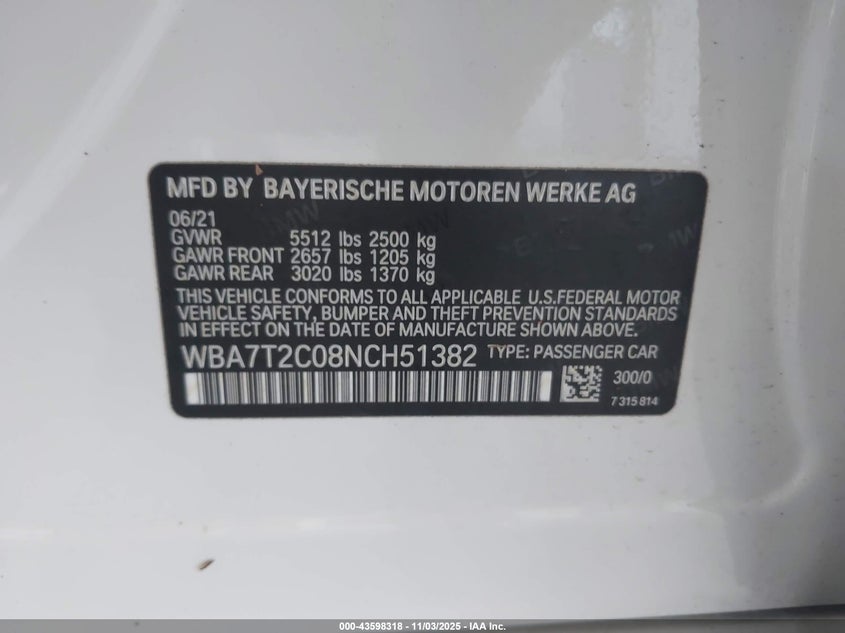 MFD BY BAYERISCHE MOTOREN WERKE AG
06/21
GVWR 5512 lbs 2500 kg
GAWR FRONT 2657 lbs 1205 kg
GAWR REAR 3020 lbs 1370 kg
THIS VEHICLE CONFORMS TO ALL APPLICABLE U.S.FEDERAL MOTOR
VEHICLE SAFETY, BUMPER AND THEFT PREVENTION STANDARDS
IN EFFECT ON THE DATE OF MANUFACTURE SHOWN ABOVE.
WBA7T2C08NCH51382 TYPE: PASSENGER CAR
300/0
7 315 814
000-43598318 - 11/03/2025 - IAA Inc.